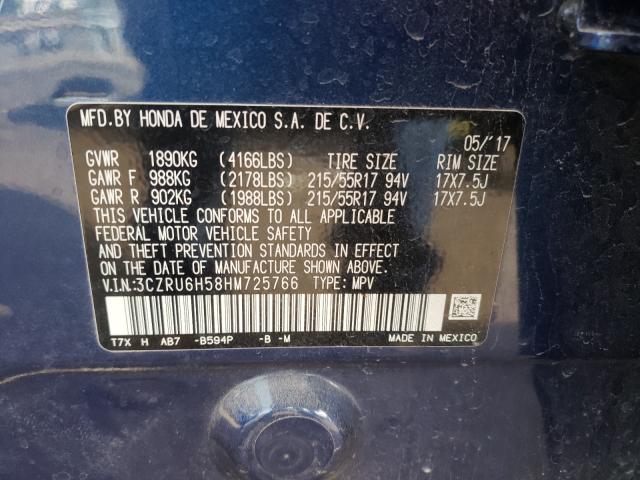 MFD.BY HONDA DE MEXICO S.A. DE C.V.
05/'17
GVWR 1890KG (4166LBS) TIRE SIZE RIM SIZE
GAWR F 988KG (2178LBS) 215/55R17 94V 17X7.5J
GAWR R 902KG (1988LBS) 215/55R17 94V 17X7.5J
THIS VEHICLE CONFORMS TO ALL APPLICABLE
FEDERAL MOTOR VEHICLE SAFETY
AND THEFT PREVENTION STANDARDS IN EFFECT
ON THE DATE OF MANUFACTURE SHOWN ABOVE.
V.I.N:3CZRU6H58HM725766 TYPE: MPV
T7X H AB7 -B594P -B -M MADE IN MEXICO